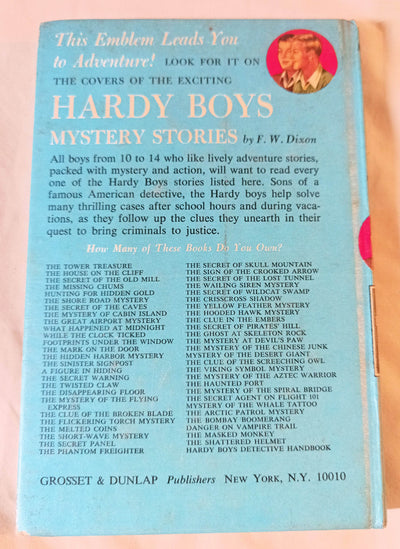 This Emblem Leads You
to Adventure! LOOK FOR IT ON
THE COVERS OF THE EXCITING
HARDY BOYS
MYSTERY STORIES by F. W. Dixon
All boys from 10 to 14 who like lively adventure stories,
packed with mystery and action, will want to read every
one of the Hardy Boys stories listed here. Sons of a
famous American detective, the Hardy boys help solve
many thrilling cases after school hours and during vaca-
tions, as they follow up the clues they unearth in their
quest to bring criminals to justice.
How Many of These Books Do You Own?
THE TOWER TREASURE
THE HOUSE ON THE CLIFF
THE SECRET OF THE OLD MILL
THE MISSING CHUMS
HUNTING FOR HIDDEN GOLD
THE SHORE ROAD MYSTERY
THE SECRET OF THE CAVES
THE MYSTERY OF CABIN ISLAND
THE GREAT AIRPORT MYSTERY
WHAT HAPPENED AT MIDNIGHT
WHILE THE CLOCK TICKED
FOOTPRINTS UNDER THE WINDOW
THE MARK ON THE DOOR
THE HIDDEN HARBOR MYSTERY
THE SINISTER SIGNPOST
A FIGURE IN HIDING
THE SECRET WARNING
THE TWISTED CLAW
THE DISAPPEARING FLOOR
THE MYSTERY OF THE FLYING
EXPRESS
THE CLUE OF THE BROKEN BLADE
THE FLICKERING TORCH MYSTERY
THE MELTED COINS
THE SHORT-WAVE MYSTERY
THE SECRET PANEL
THE PHANTOM FREIGHTER
THE SECRET OF SKULL MOUNTAIN
THE SIGN OF THE CROOKED ARROW
THE SECRET OF THE LOST TUNNEL
THE WAILING SIREN MYSTERY
THE SECRET OF WILDCAT SWAMP
THE CRISSCROSS SHADOW
THE YELLOW FEATHER MYSTERY
THE HOODED HAWK MYSTERY
THE CLUE IN THE EMBERS
THE SECRET OF PIRATES' HILL
THE GHOST AT SKELETON ROCK
THE MYSTERY AT DEVIL'S PAW
THE MYSTERY OF THE CHINESE JUNK
MYSTERY OF THE DESERT GIANT
THE CLUE OF THE SCREECHING OWL
THE VIKING SYMBOL MYSTERY
THE MYSTERY OF THE AZTEC WARRIOR
THE HAUNTED FORT
THE MYSTERY OF THE SPIRAL BRIDGE
THE SECRET AGENT ON FLIGHT 101
MYSTERY OF THE WHALE TATTOO
THE ARCTIC PATROL MYSTERY
THE BOMBAY BOOMERANG
DANGER ON VAMPIRE TRAIL
THE MASKED MONKEY
THE SHATTERED HELMET
HARDY BOYS DETECTIVE HANDBOOK
GROSSET & DUNLAP Publishers NEW YORK, N.Y. 10010